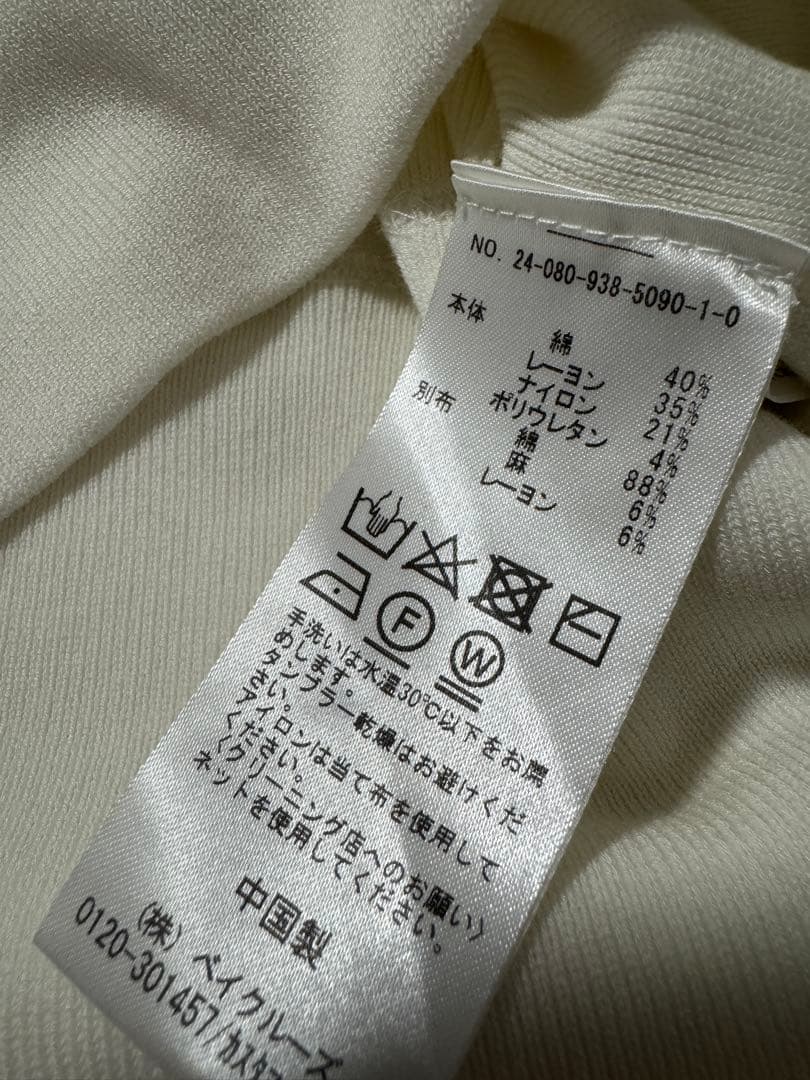 NO. 24-080-938-5090-1-0
本体 綿 40%
レーヨン 35%
ナイロン 21%
ポリウレタン 4%
別布 綿 88%
麻 6%
レーヨン 6%
F W
手洗いは水温30℃以下をお薦
めします。
タンブラー乾燥はお避けくだ
さい。
アイロンは当て布を使用して
ください。
〈クリーニング店へのお願い〉
ネットを使用してください。
中国製
(株) ベイクルーズ
0120-301457/カスタマ